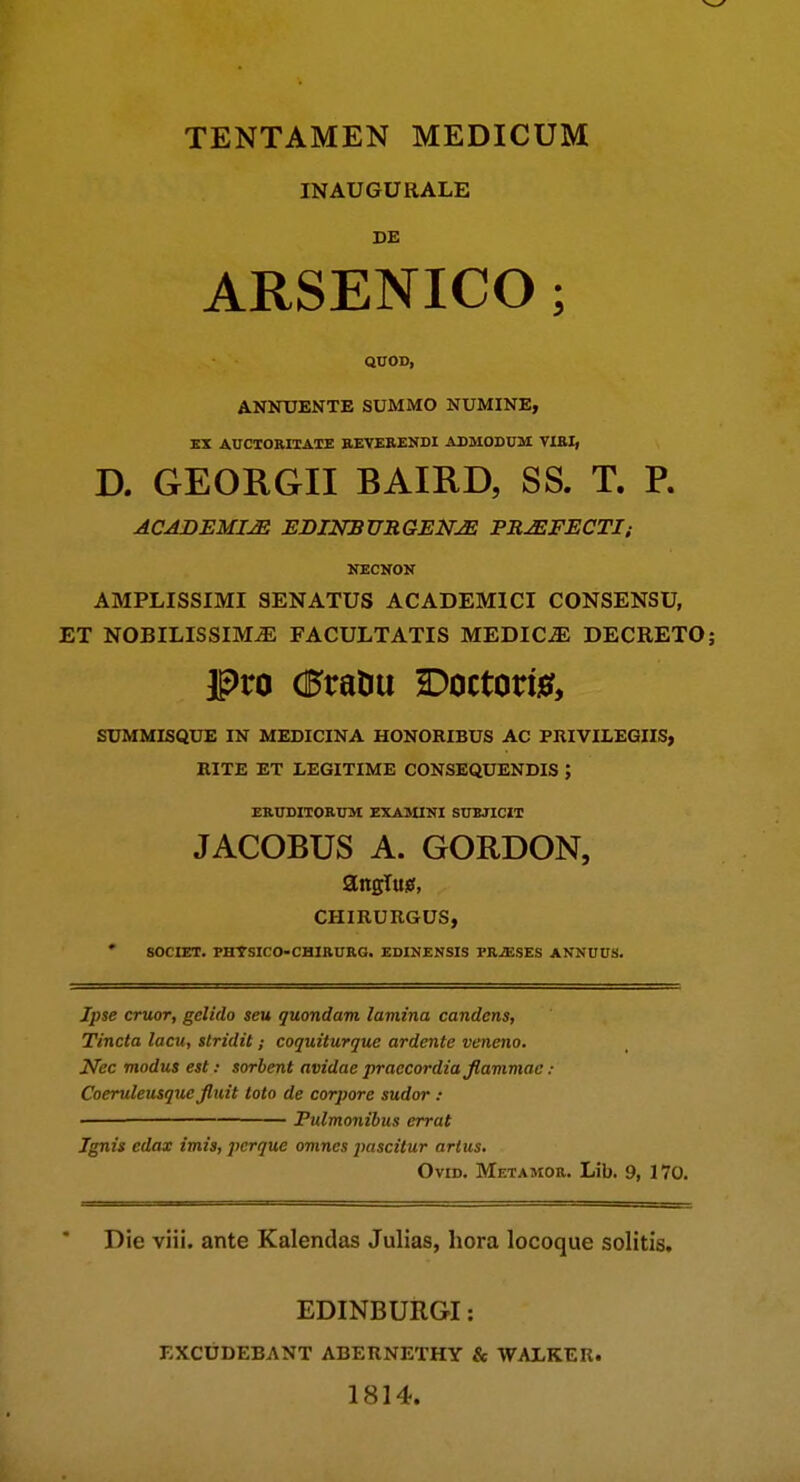 TENTAMEN MEDICUM
INAUGURALE
DE
ARSENICO;
QUOD,
ANNUENTE SUMMO NUMINE,
EX AUCTORITATE REVERENDI ADMODUM VIRI,
D. GEORGII BAIRD, SS. T. P.
ACADEMIÆ EDINBURGENÆ PRÆFECTI;
NECNON
AMPLISSIMI SENATUS ACADEMICI CONSENSU,
ET NOBILISSIMÆ FACULTATIS MEDICÆ DECRETO;
Pro Gradu Doctoris,
SUMMISQUE IN MEDICINA HONORIBUS AC PRIVILEGIIS,
RITE ET LEGITIME CONSEQUENDIS;
ERUDITORUM EXAMINI SUBJICIT
JACOBUS A. GORDON,
Anglus,
CHIRURGUS,
SOCIET. PHYSICO-CHIRURG. EDINENSIS PRÆSES ANNUUS.
Ipse cruor, gelido seu quondam lamina candens,
Tincta lacu, stridit; coquiturque ardente veneno.
Nec modus est: sorbent avidae praecordia flammae:
Coeruleusque fluit toto de corpore sudor:
——— Pulmonibus errat
Ignis edax imis, perque omnes pascitur artus.
OVID. METAMOR. Lib. 9, 170.
Die viii. ante Kalendas Julias, hora locoque solitis.
EDINBURGI:
EXCUDEBANT ABERNETHY & WALKER.
1814.